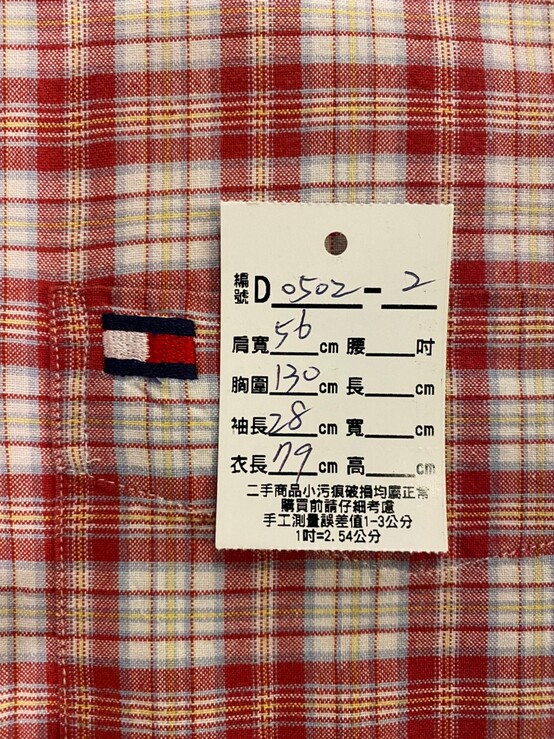 編號D 0502 - 2
肩寬 56 cm 腰 吋
胸圍 130 cm 長 cm
袖長 28 cm 寬 cm
衣長 79 cm 高 cm
二手商品小污痕破損均屬正常
購買前請仔細考慮
手工測量誤差值1-3公分
1吋=2.54公分